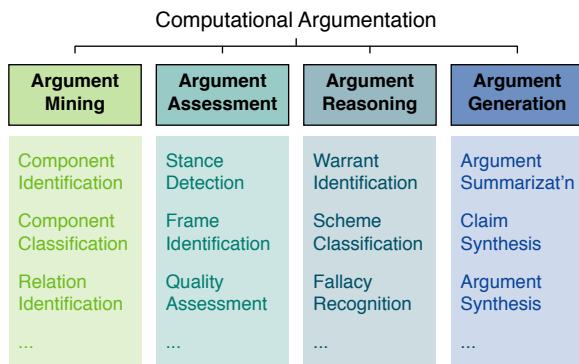 Computational Argumentation
Argument
Mining
Argument
Assessment
Argument
Reasoning
Argument
Generation
Component
Identification
Component
Classification
Relation
Identification
...
Stance
Detection
Frame
Identification
Quality
Assessment
...
Warrant
Identification
Scheme
Classification
Fallacy
Recognition
...
Argument
Summarizat'n
Claim
Synthesis
Argument
Synthesis
...